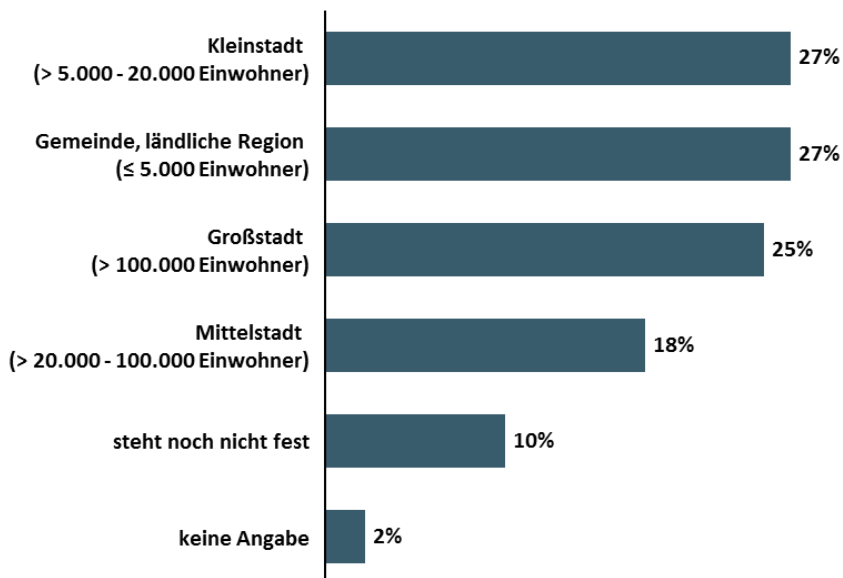 Kleinstadt
(> 5.000 - 20.000 Einwohner)
27%
Gemeinde, ländliche Region
(≤ 5.000 Einwohner)
27%
Großstadt
(> 100.000 Einwohner)
25%
Mittelstadt
(> 20.000 - 100.000 Einwohner)
18%
steht noch nicht fest
10%
keine Angabe
2%